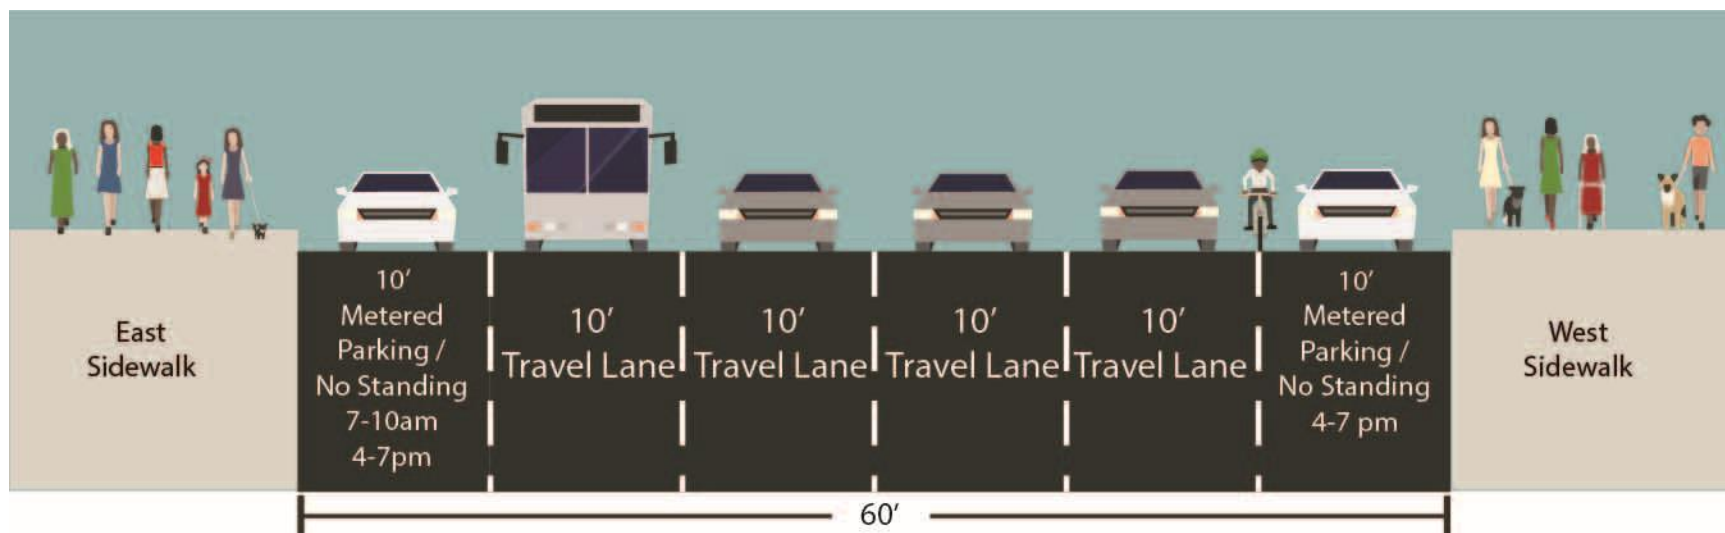 East
Sidewalk
10’
Metered
Parking /
No Standing
7-10am
4-7pm
10’
Travel Lane
10’
Travel Lane
10’
Travel Lane
10’
Travel Lane
10’
Metered
Parking /
No Standing
4-7 pm
West
Sidewalk
60’